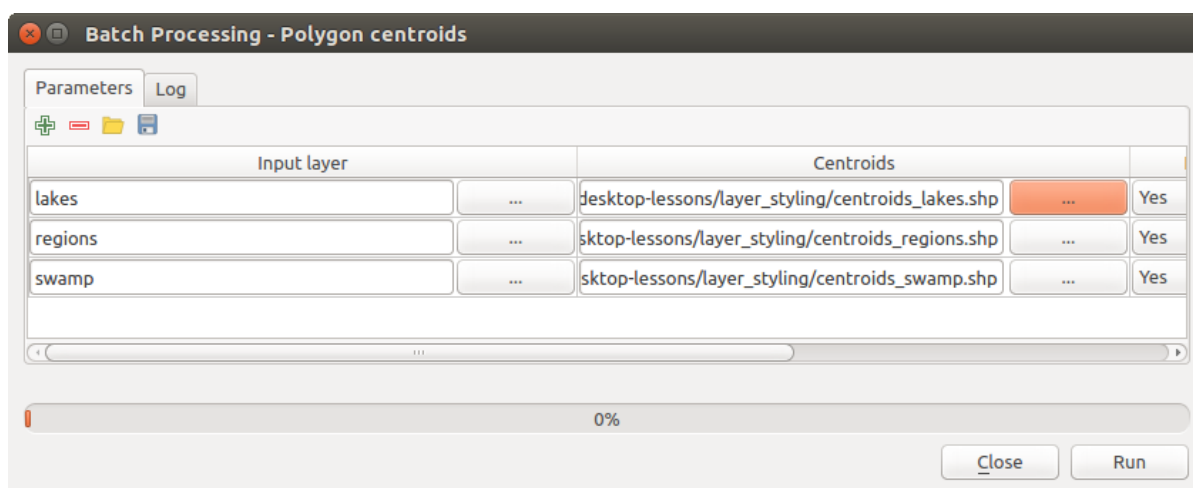 Batch Processing - Polygon centroids
Parameters Log
Input layer Centroids
lakes ... desktop-lessons/layer_styling/centroids_lakes.shp ... Yes
regions ... sktop-lessons/layer_styling/centroids_regions.shp ... Yes
swamp ... sktop-lessons/layer_styling/centroids_swamp.shp ... Yes
0%
Close Run